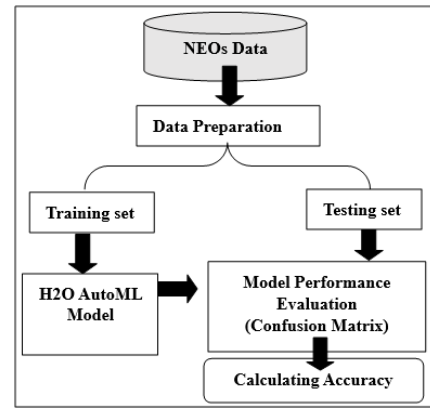 NEOs Data
Data Preparation
Training set
Testing set
H2O AutoML
Model
Model Performance
Evaluation
(Confusion Matrix)
Calculating Accuracy